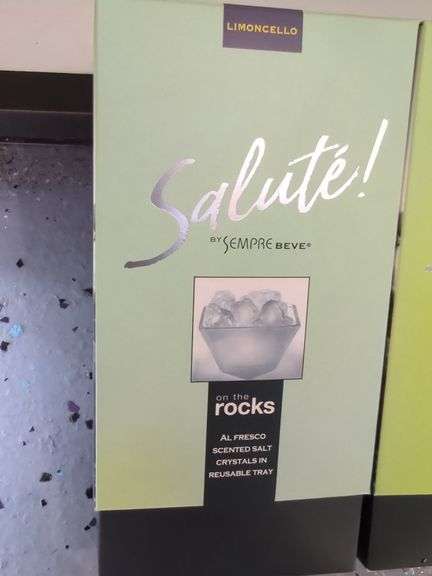 LIMONCELLO
Saluté!
BY SEMPRE BEVE®
on the
rocks
AL FRESCO
SCENTED SALT
CRYSTALS IN
REUSABLE TRAY